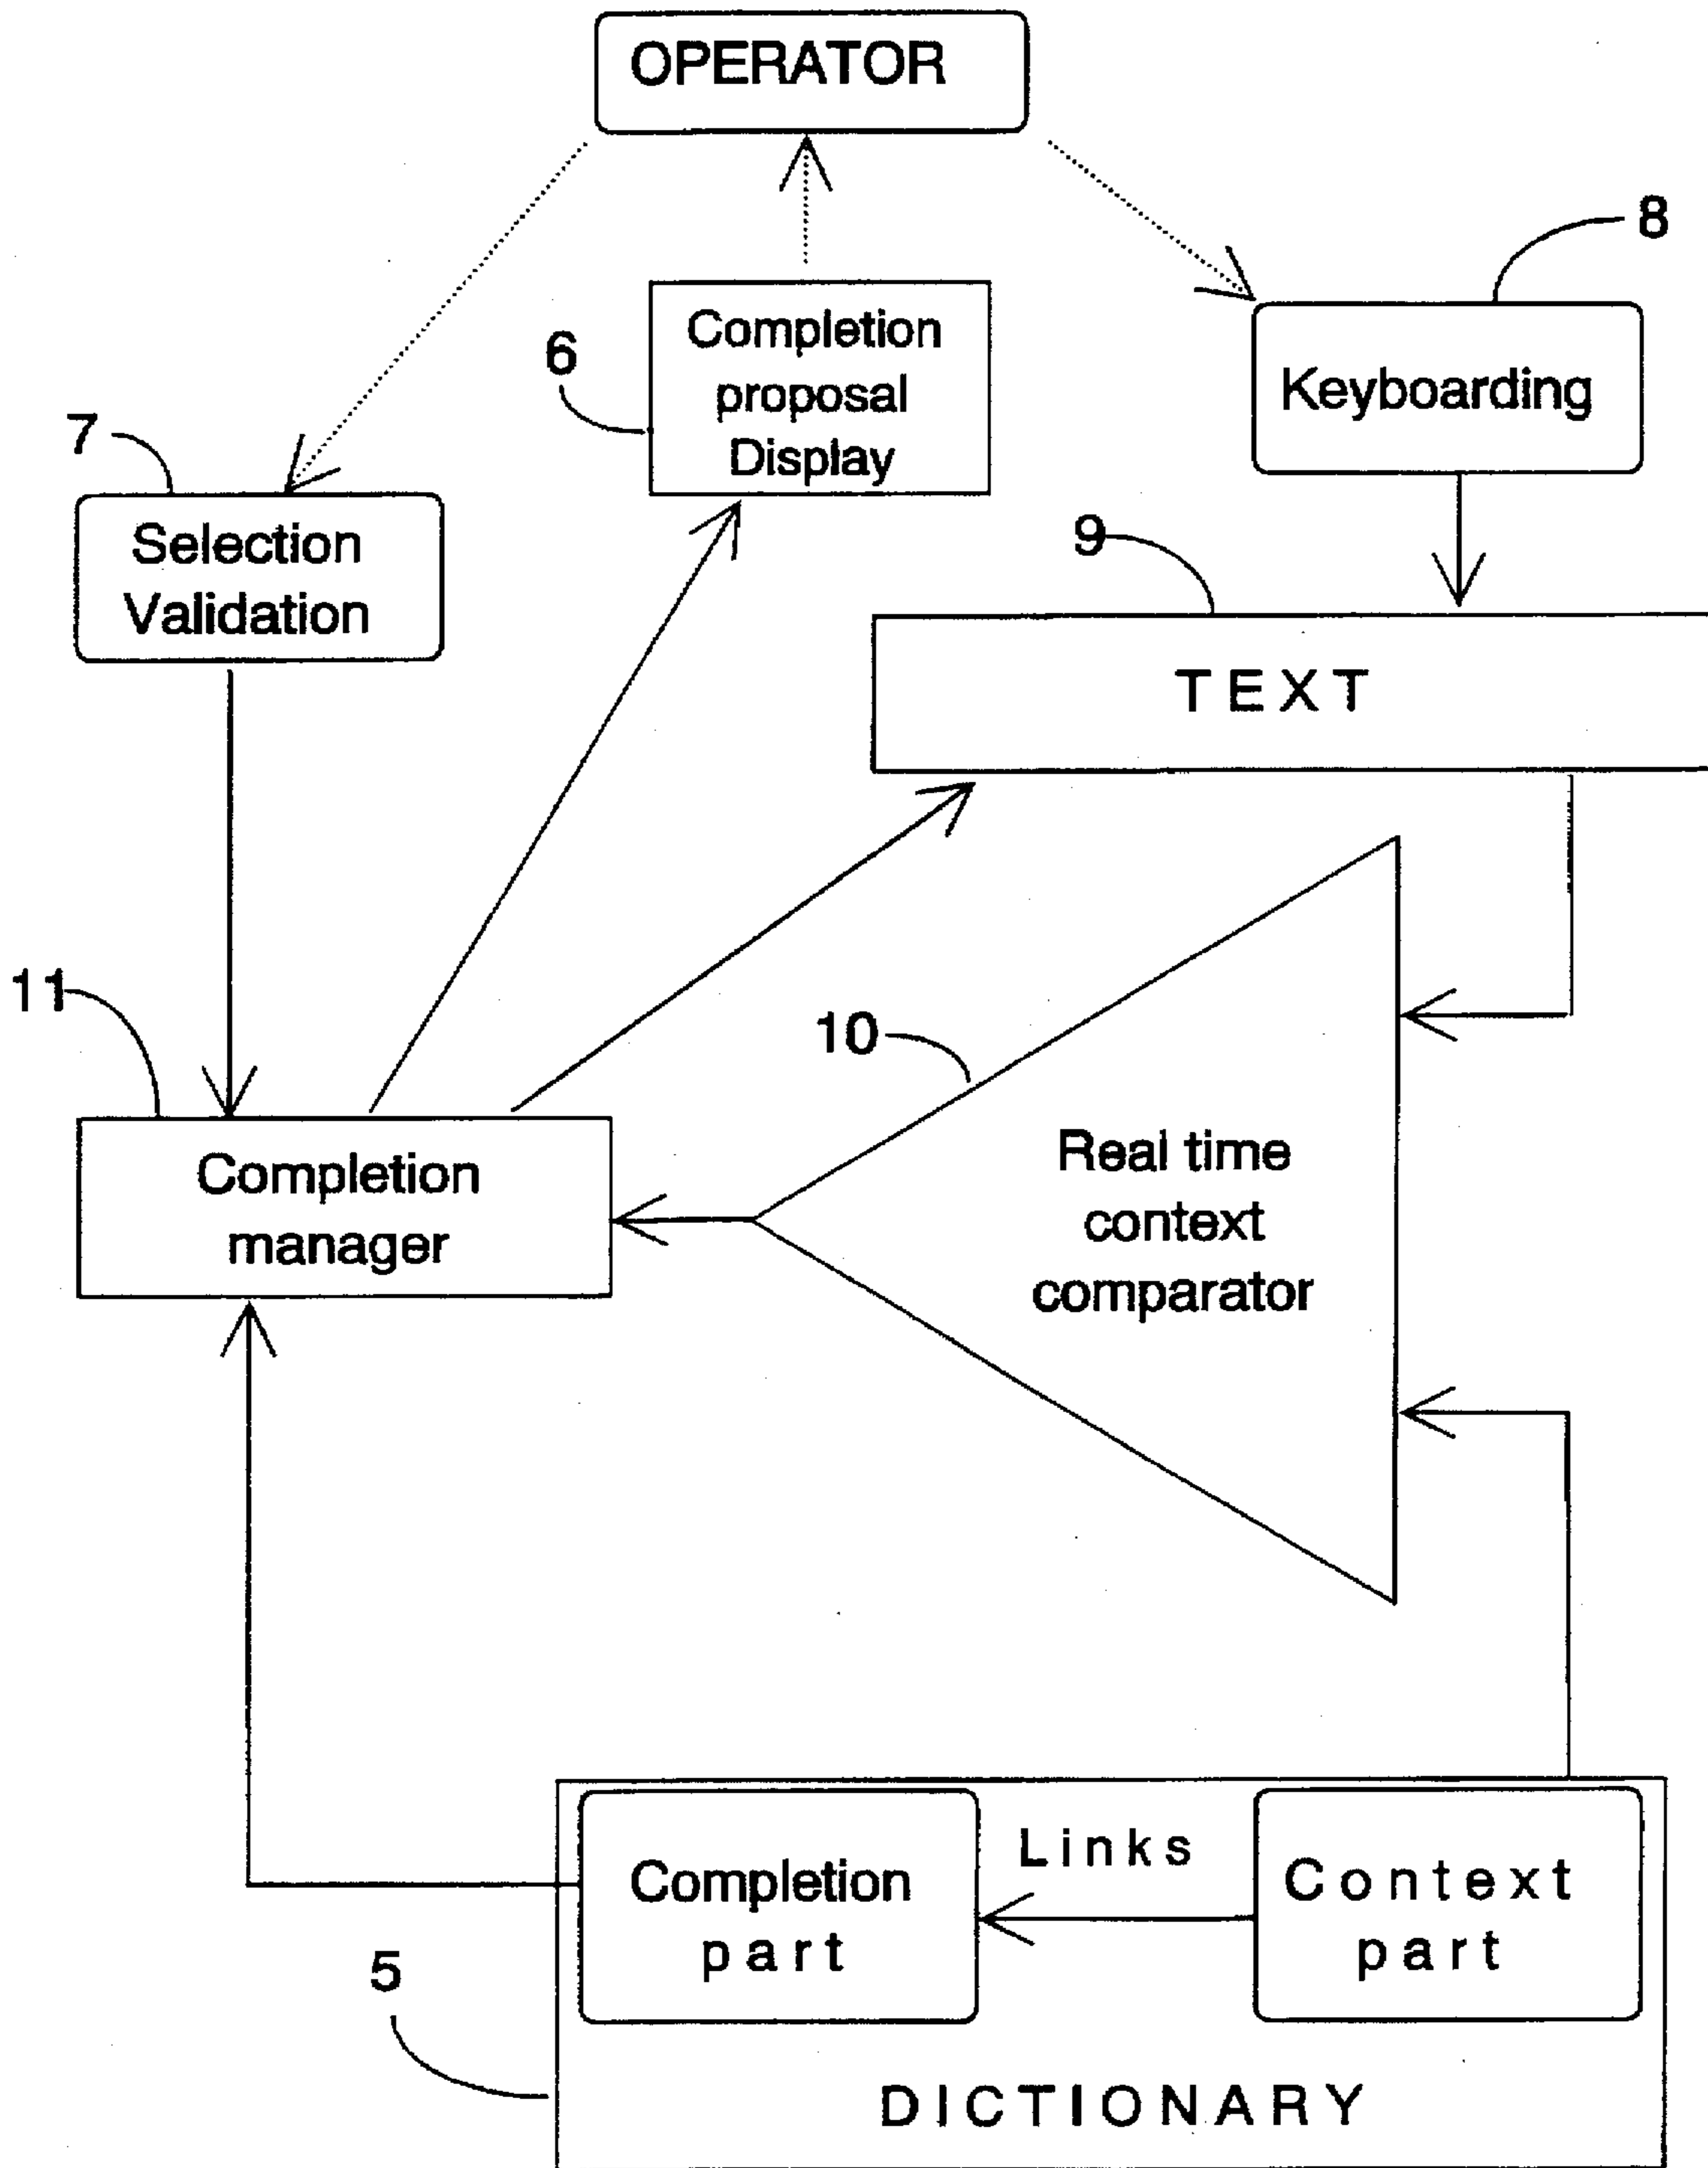 OPERATOR
8
Completion
proposal
Display
6
Keyboarding
7
Selection
Validation
9
TEXT
11
10
Completion
manager
Real time
context
comparator
Links
Completion
part
Context
part
5
DICTIONARY